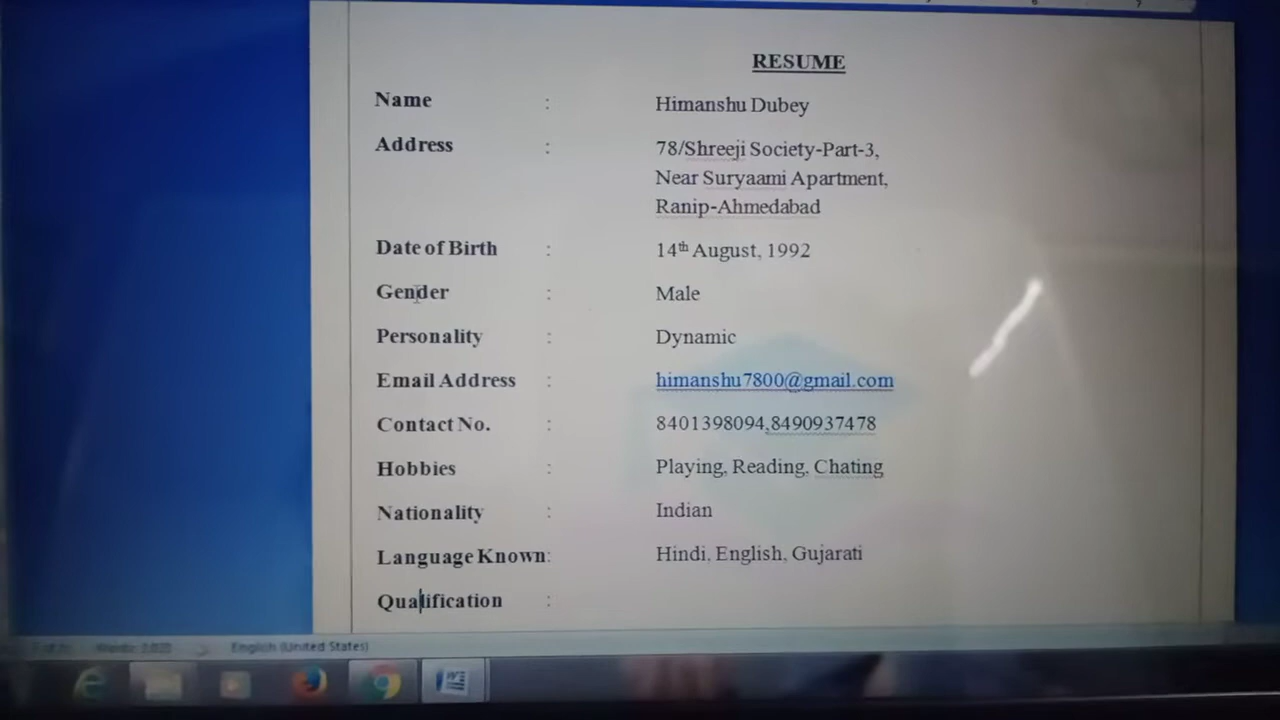 RESUME
Name : Himanshu Dubey
Address : 78/Shreeji Society-Part-3,
Near Suryaami Apartment,
Ranip-Ahmedabad
Date of Birth : 14th August, 1992
Gender : Male
Personality : Dynamic
Email Address : himanshu7800@gmail.com
Contact No. : 8401398094,8490937478
Hobbies : Playing, Reading, Chating
Nationality : Indian
Language Known: Hindi, English, Gujarati
Qualification :
English (United States)